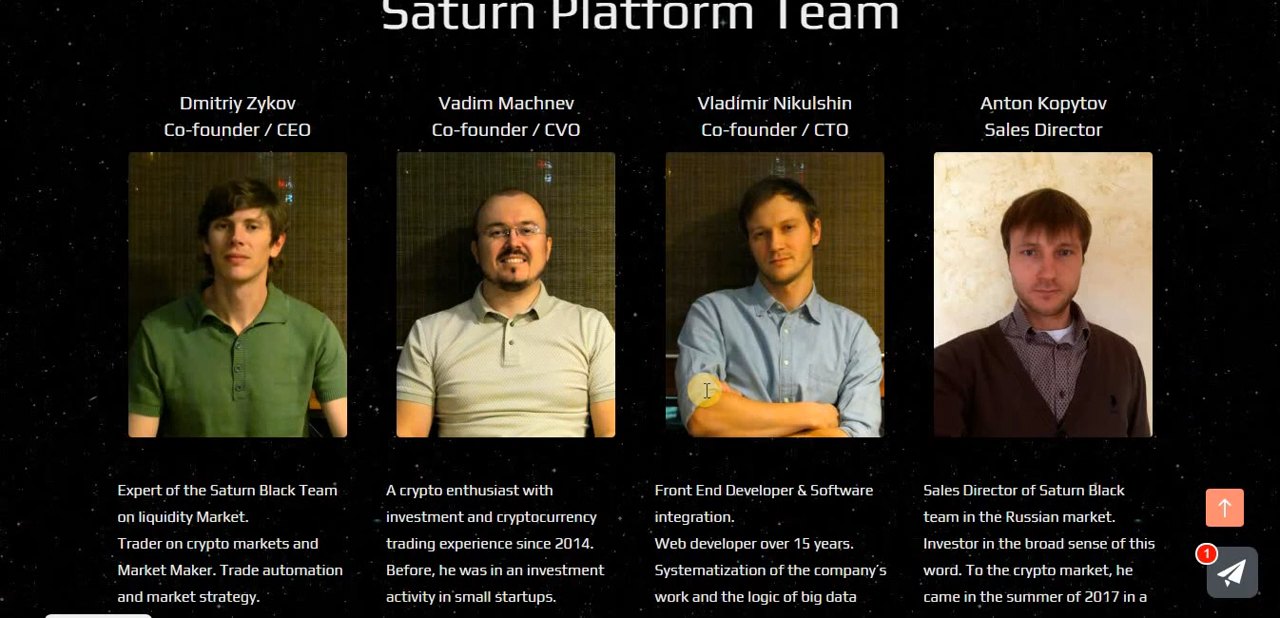 Saturn Platform Team
Dmitriy Zykov
Co-founder / CEO
Vadim Machnev
Co-founder / CVO
Vladimir Nikulshin
Co-founder / CTO
Anton Kopytov
Sales Director
Expert of the Saturn Black Team
on liquidity Market.
Trader on crypto markets and
Market Maker. Trade automation
and market strategy.
A crypto enthusiast with
investment and cryptocurrency
trading experience since 2014.
Before, he was in an investment
activity in small startups.
Front End Developer & Software
integration.
Web developer over 15 years.
Systematization of the company's
work and the logic of big data
Sales Director of Saturn Black
team in the Russian market.
Investor in the broad sense of this
word. To the crypto market, he
came in the summer of 2017 in a
1